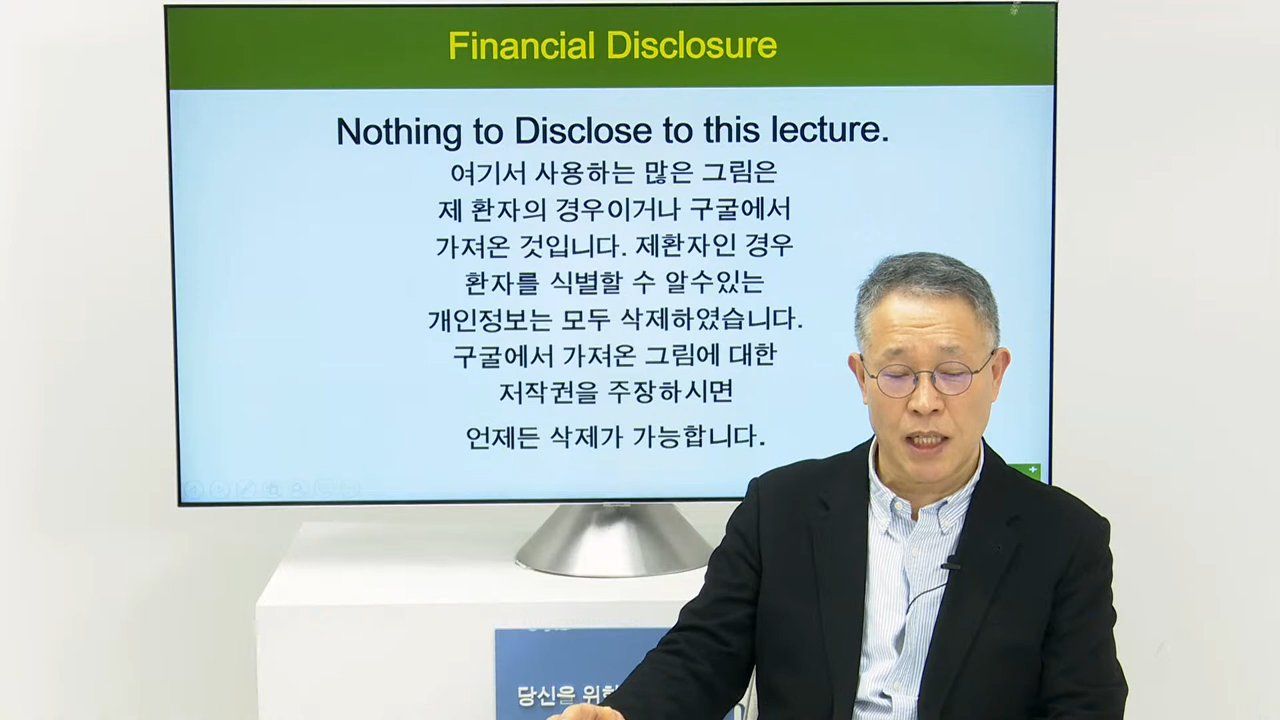 Financial Disclosure
Nothing to Disclose to this lecture.
여기서 사용하는 많은 그림은
제 환자의 경우이거나 구굴에서
가져온 것입니다. 제환자인 경우
환자를 식별할 수 알수있는
개인정보는 모두 삭제하였습니다.
구굴에서 가져온 그림에 대한
저작권을 주장하시면
언제든 삭제가 가능합니다.
당신을